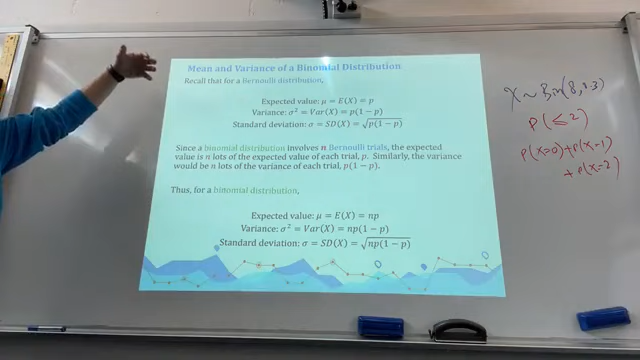 Mean and Variance of a Binomial Distribution
Recall that for a Bernoulli distribution,
Expected value: μ = E(X) = p
Variance: σ² = Var(X) = p(1 − p)
Standard deviation: σ = SD(X) = √p(1 − p)
Since a binomial distribution involves n Bernoulli trials, the expected
value is n lots of the expected value of each trial, p. Similarly, the variance
would be n lots of the variance of each trial, p(1 − p).
Thus, for a binomial distribution,
Expected value: μ = E(X) = np
Variance: σ² = Var(X) = np(1 − p)
Standard deviation: σ = SD(X) = √np(1 − p)
X ~ Bin(8, 0.3)
P(≤2)
P(X=0)+P(X=1)
+P(X=2)